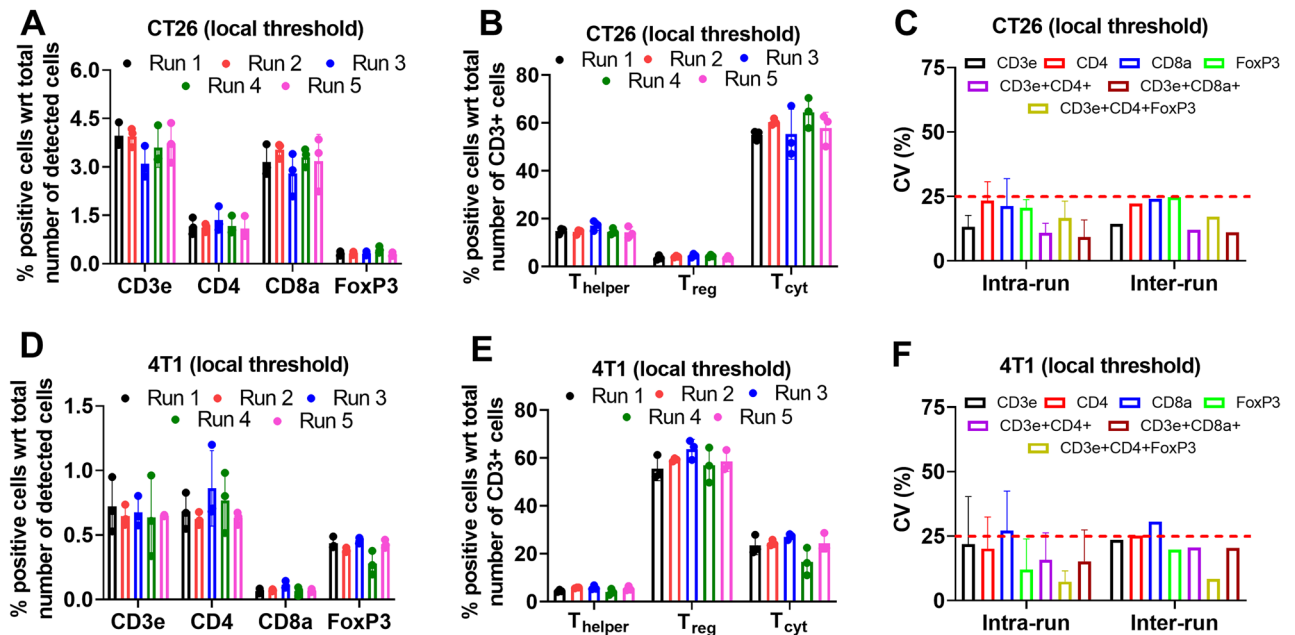 A
CT26 (local threshold)
Run 1 Run 2 Run 3
Run 4 Run 5
% positive cells wrt total
number of detected cells
6.0
4.5
3.0
1.5
0.0
CD3e CD4 CD8a FoxP3
B
CT26 (local threshold)
Run 1 Run 2 Run 3
Run 4 Run 5
% positive cells wrt total
number of CD3+ cells
80
60
40
20
0
Thelper Treg Tcyt
C
CT26 (local threshold)
CD3e CD4 CD8a FoxP3
CD3e+CD4+ CD3e+CD8a+
CD3e+CD4+FoxP3
CV (%)
75
50
25
0
Intra-run Inter-run
D
4T1 (local threshold)
Run 1 Run 2 Run 3
Run 4 Run 5
% positive cells wrt total
number of detected cells
1.5
1.0
0.5
0.0
CD3e CD4 CD8a FoxP3
E
4T1 (local threshold)
Run 1 Run 2 Run 3
Run 4 Run 5
% positive cells wrt total
number of CD3+ cells
80
60
40
20
0
Thelper Treg Tcyt
F
4T1 (local threshold)
CD3e CD4 CD8a FoxP3
CD3e+CD4+ CD3e+CD8a+
CD3e+CD4+FoxP3
CV (%)
75
50
25
0
Intra-run Inter-run